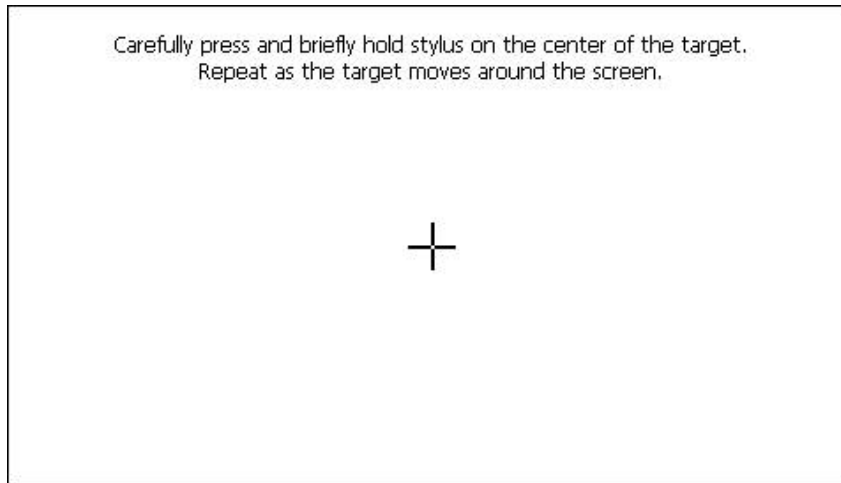 Carefully press and briefly hold stylus on the center of the target.
Repeat as the target moves around the screen.